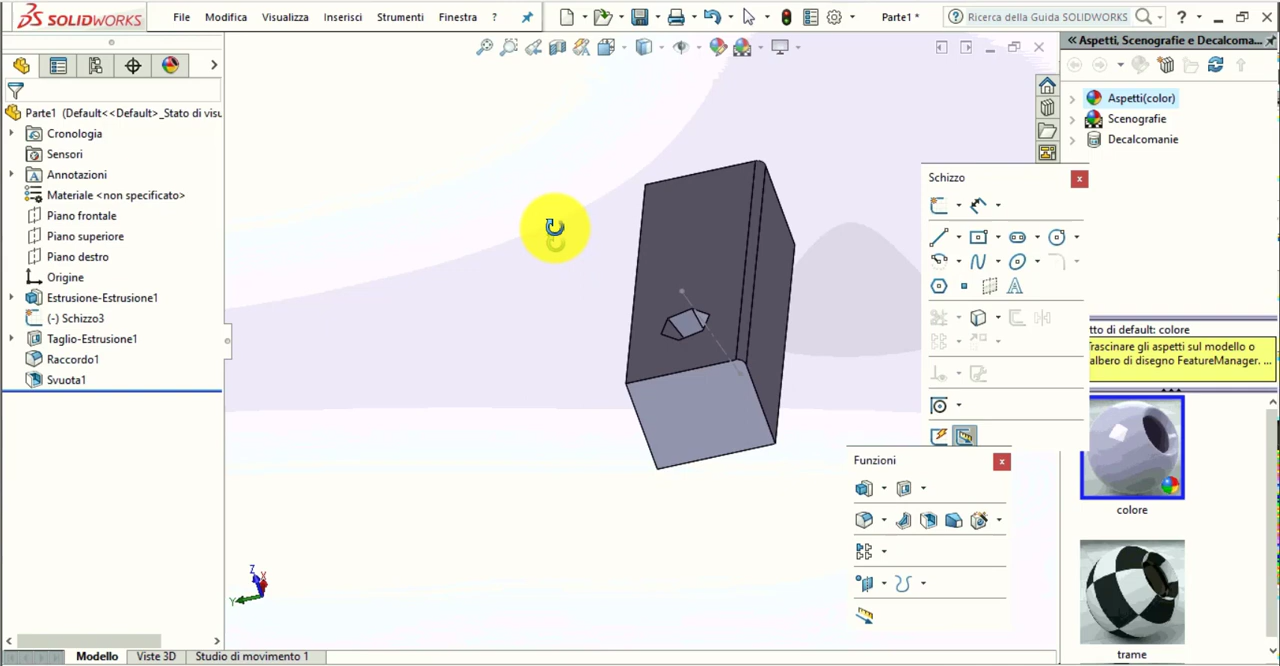 SOLIDWORKS File Modifica Visualizza Inserisci Strumenti Finestra ? Parte1 * Ricerca della Guida SOLIDWORKS ?
Aspetti, Scenografie e Decalcoma...
Parte1 (Default<<Default>_Stato di visu
Cronologia
Sensori
Annotazioni
Materiale <non specificato>
Piano frontale
Piano superiore
Piano destro
Origine
Estrusione-Estrusione1
(-) Schizzo3
Taglio-Estrusione1
Raccordo1
Svuota1
Aspetti(color)
Scenografie
Decalcomanie
Schizzo
Funzioni
tto di default: colore
Trascinare gli aspetti sul modello o
albero di disegno FeatureManager. ...
colore
trame
Z
X
Y
Modello Viste 3D Studio di movimento 1